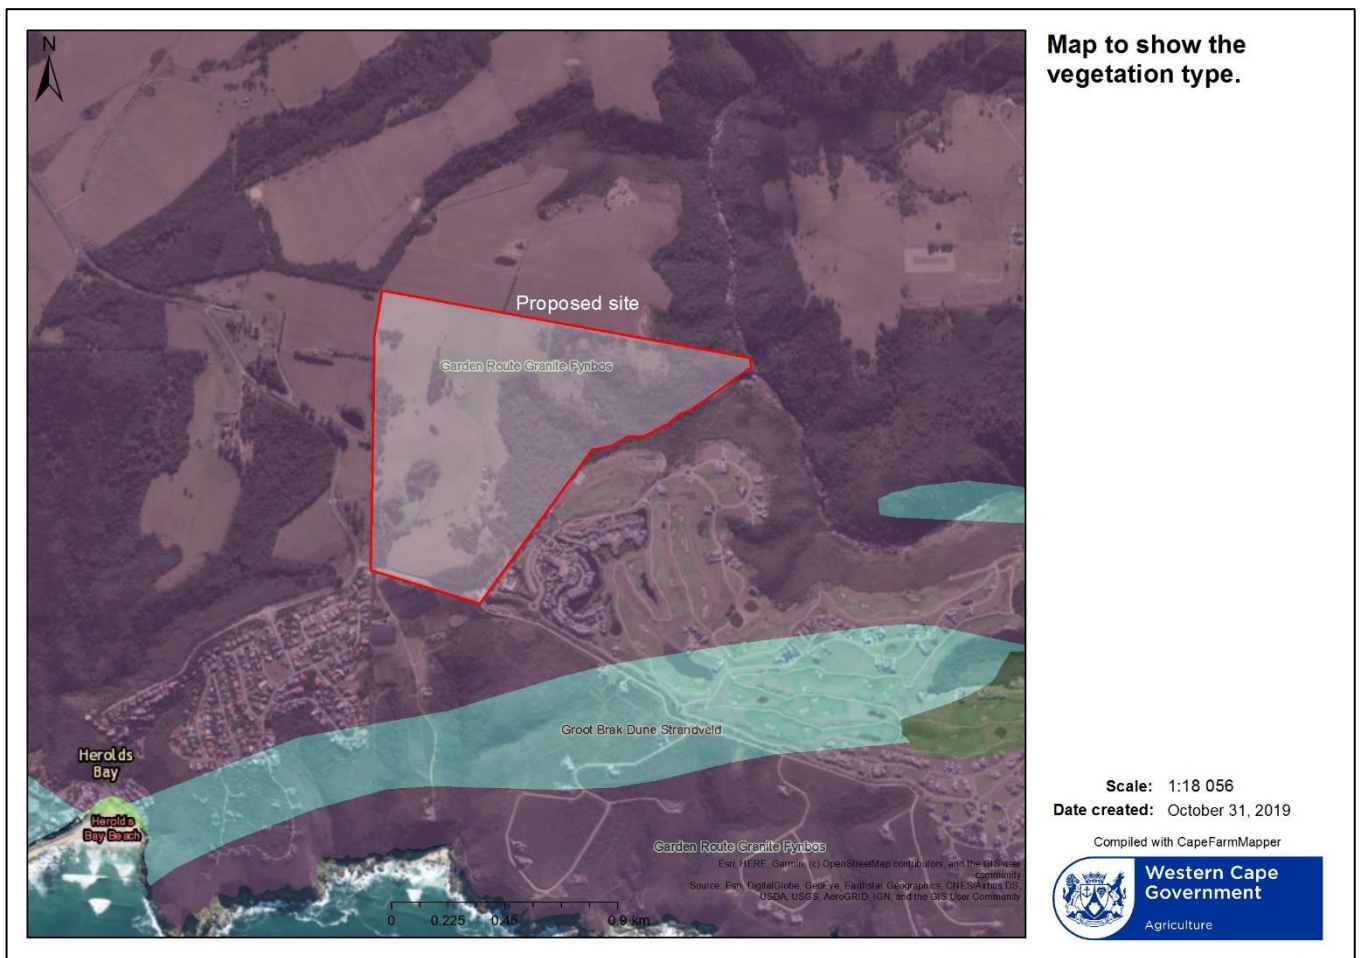 N
Map to show the
vegetation type.
Proposed site
Garden Route Granite Fynbos
Groot Brak Dune Strandveld
Herolds
Bay
Herold's
Bay Beach
Garden Route Granite Fynbos
Esri, HERE, Garmin, (c) OpenStreetMap contributors, and the GIS user
community
Source: Esri, DigitalGlobe, GeoEye, Earthstar Geographics, CNES/Airbus DS,
USDA, USGS, AeroGRID, IGN, and the GIS User Community
0 0.225 0.45 0.9 km
Scale: 1:18 056
Date created: October 31, 2019
Compiled with CapeFarmMapper
Western Cape
Government
Agriculture